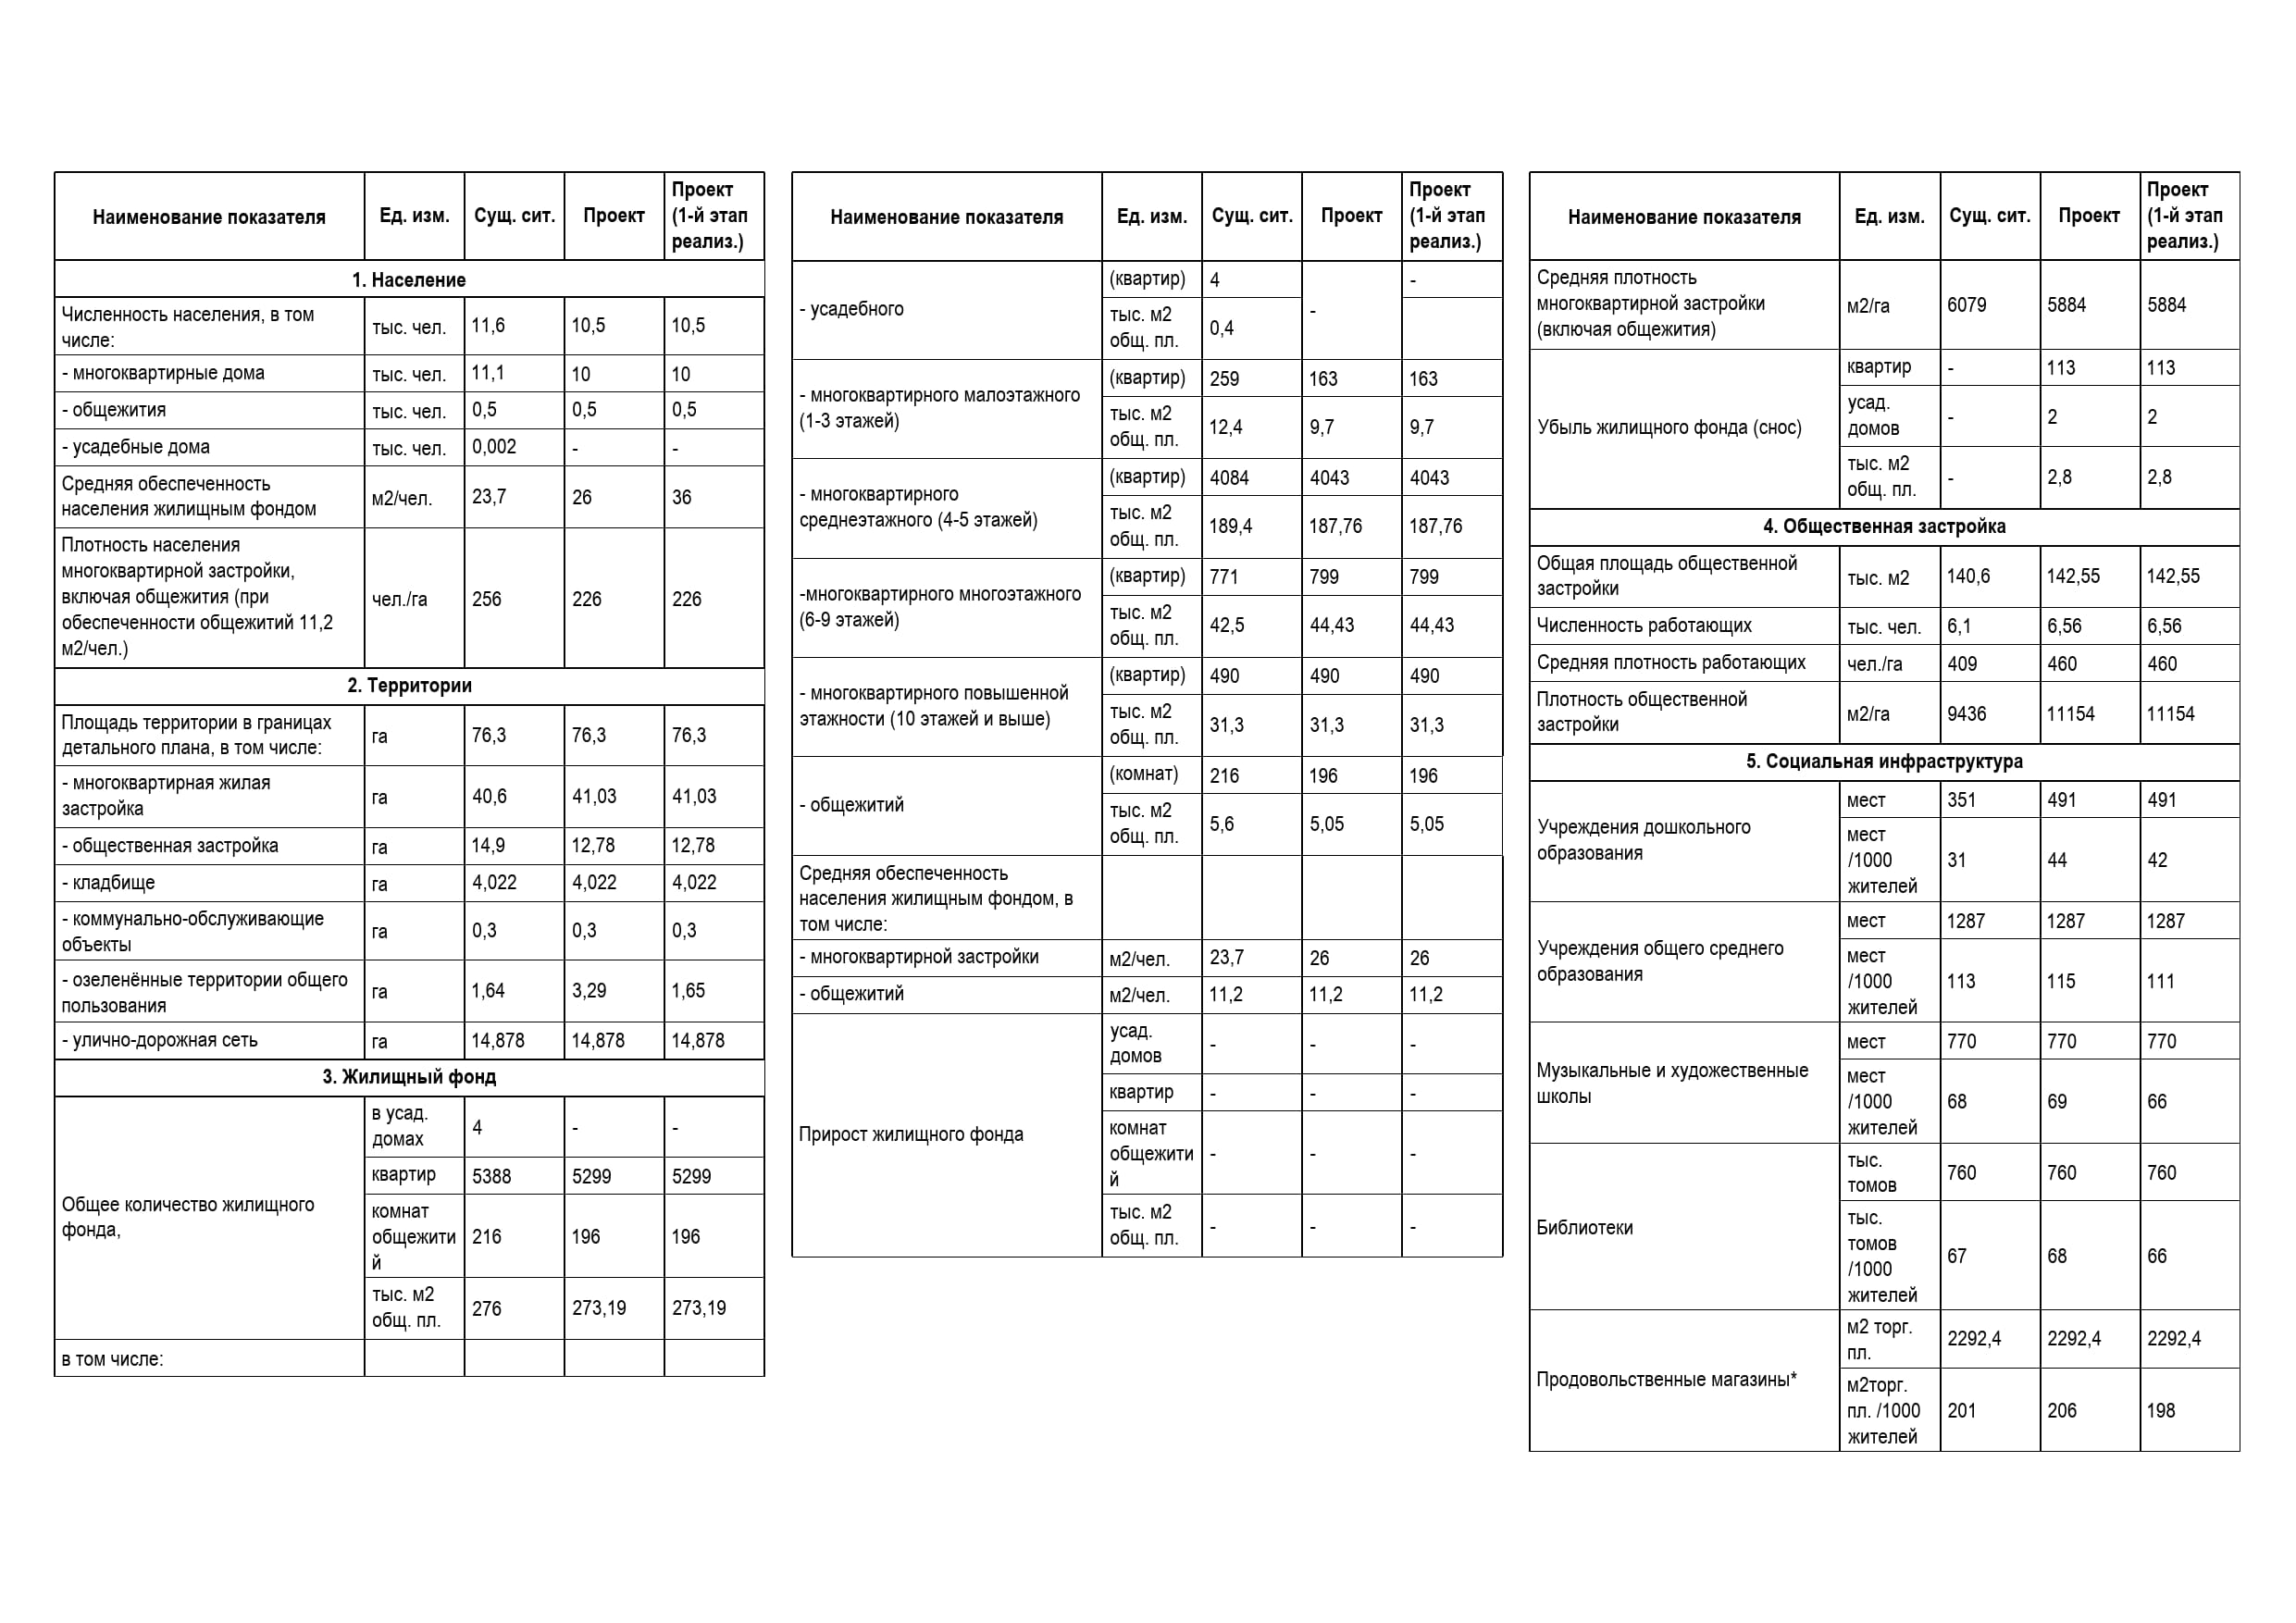 Наименование показателя Ед. изм. Сущ. сит. Проект Проект (1-й этап реализ.)
1. Население
Численность населения, в том числе: тыс. чел. 11,6 10,5 10,5
- многоквартирные дома тыс. чел. 11,1 10 10
- общежития тыс. чел. 0,5 0,5 0,5
- усадебные дома тыс. чел. 0,002 - -
Средняя обеспеченность населения жилищным фондом м2/чел. 23,7 26 36
Плотность населения многоквартирной застройки, включая общежития (при обеспеченности общежитий 11,2 м2/чел.) чел./га 256 226 226
2. Территории
Площадь территории в границах детального плана, в том числе: га 76,3 76,3 76,3
- многоквартирная жилая застройка га 40,6 41,03 41,03
- общественная застройка га 14,9 12,78 12,78
- кладбище га 4,022 4,022 4,022
- коммунально-обслуживающие объекты га 0,3 0,3 0,3
- озеленённые территории общего пользования га 1,64 3,29 1,65
- улично-дорожная сеть га 14,878 14,878 14,878
3. Жилищный фонд
Общее количество жилищного фонда, в усад. домах 4 - -
квартир 5388 5299 5299
комнат общежитий 216 196 196
тыс. м2 общ. пл. 276 273,19 273,19
в том числе:
Наименование показателя Ед. изм. Сущ. сит. Проект Проект (1-й этап реализ.)
- усадебного (квартир) 4 - -
тыс. м2 общ. пл. 0,4
- многоквартирного малоэтажного (1-3 этажей) (квартир) 259 163 163
тыс. м2 общ. пл. 12,4 9,7 9,7
- многоквартирного среднеэтажного (4-5 этажей) (квартир) 4084 4043 4043
тыс. м2 общ. пл. 189,4 187,76 187,76
-многоквартирного многоэтажного (6-9 этажей) (квартир) 771 799 799
тыс. м2 общ. пл. 42,5 44,43 44,43
- многоквартирного повышенной этажности (10 этажей и выше) (квартир) 490 490 490
тыс. м2 общ. пл. 31,3 31,3 31,3
- общежитий (комнат) 216 196 196
тыс. м2 общ. пл. 5,6 5,05 5,05
Средняя обеспеченность населения жилищным фондом, в том числе:
- многоквартирной застройки м2/чел. 23,7 26 26
- общежитий м2/чел. 11,2 11,2 11,2
Прирост жилищного фонда усад. домов - - -
квартир - - -
комнат общежитий - - -
тыс. м2 общ. пл. - - -
Наименование показателя Ед. изм. Сущ. сит. Проект Проект (1-й этап реализ.)
Средняя плотность многоквартирной застройки (включая общежития) м2/га 6079 5884 5884
Убыль жилищного фонда (снос) квартир - 113 113
усад. домов - 2 2
тыс. м2 общ. пл. - 2,8 2,8
4. Общественная застройка
Общая площадь общественной застройки тыс. м2 140,6 142,55 142,55
Численность работающих тыс. чел. 6,1 6,56 6,56
Средняя плотность работающих чел./га 409 460 460
Плотность общественной застройки м2/га 9436 11154 11154
5. Социальная инфраструктура
Учреждения дошкольного образования мест 351 491 491
мест /1000 жителей 31 44 42
Учреждения общего среднего образования мест 1287 1287 1287
мест /1000 жителей 113 115 111
Музыкальные и художественные школы мест 770 770 770
мест /1000 жителей 68 69 66
Библиотеки тыс. томов 760 760 760
тыс. томов /1000 жителей 67 68 66
Продовольственные магазины* м2 торг. пл. 2292,4 2292,4 2292,4
м2торг. пл. /1000 жителей 201 206 198